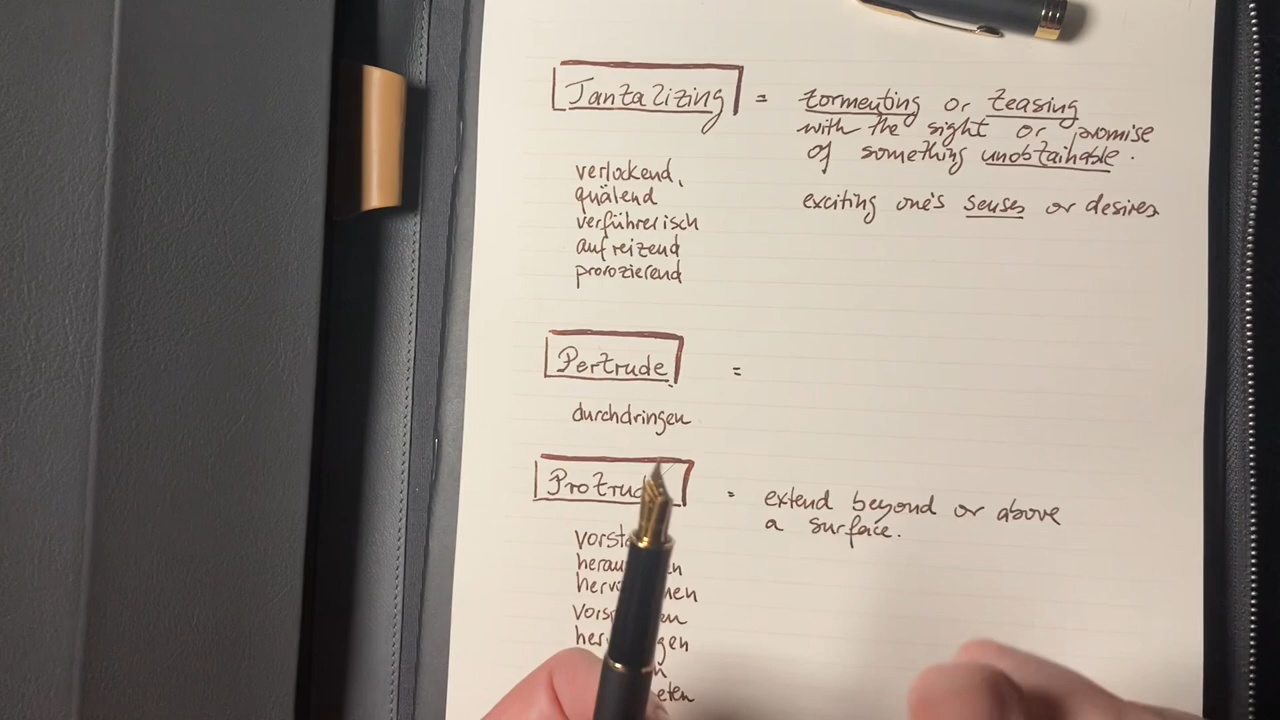 Tantalizing = tormenting or teasing
with the sight or promise
of something unobtainable.
exciting one's senses or desires
verlockend,
quälend
verführerisch
aufreizend
provozierend
Pertrude =
durchdringen
= extend beyond or above
a surface.